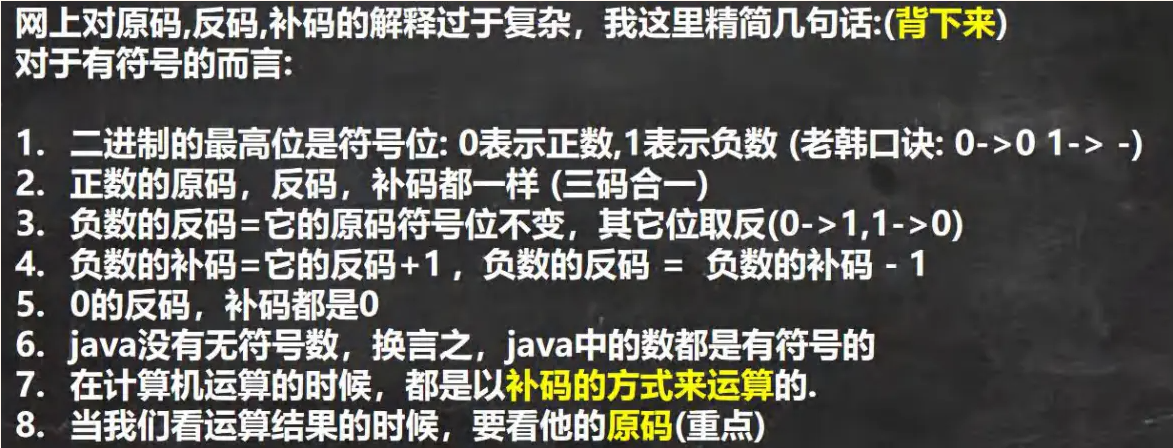 网上对原码,反码,补码的解释过于复杂，我这里精简几句话:(背下来)
对于有符号的而言:
1. 二进制的最高位是符号位: 0表示正数,1表示负数 (老韩口诀: 0->0 1-> -)
2. 正数的原码，反码，补码都一样 (三码合一)
3. 负数的反码=它的原码符号位不变，其它位取反(0->1,1->0)
4. 负数的补码=它的反码+1 ，负数的反码 = 负数的补码 - 1
5. 0的反码，补码都是0
6. java没有无符号数，换言之，java中的数都是有符号的
7. 在计算机运算的时候，都是以补码的方式来运算的.
8. 当我们看运算结果的时候，要看他的原码(重点)